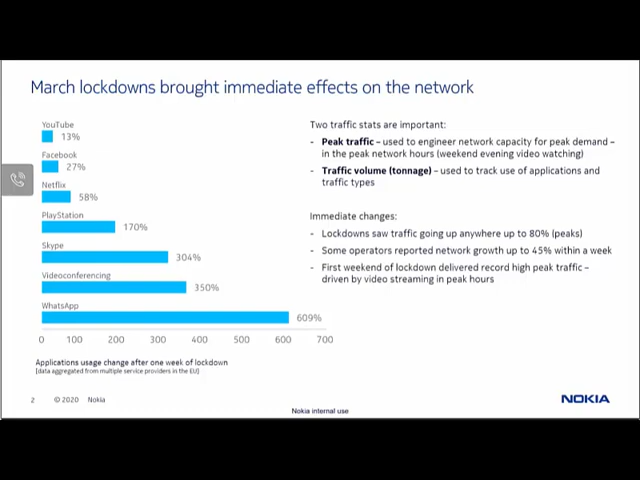 March lockdowns brought immediate effects on the network
YouTube
13%
Facebook
27%
Netflix
58%
PlayStation
170%
Skype
304%
Videoconferencing
350%
WhatsApp
609%
0 100 200 300 400 500 600 700
Applications usage change after one week of lockdown
[data aggregated from multiple service providers in the EU]
Two traffic stats are important:
- Peak traffic – used to engineer network capacity for peak demand –
in the peak network hours (weekend evening video watching)
- Traffic volume (tonnage) – used to track use of applications and
traffic types
Immediate changes:
- Lockdowns saw traffic going up anywhere up to 80% (peaks)
- Some operators reported network growth up to 45% within a week
- First weekend of lockdown delivered record high peak traffic –
driven by video streaming in peak hours
2 © 2020 Nokia
NOKIA
Nokia internal use